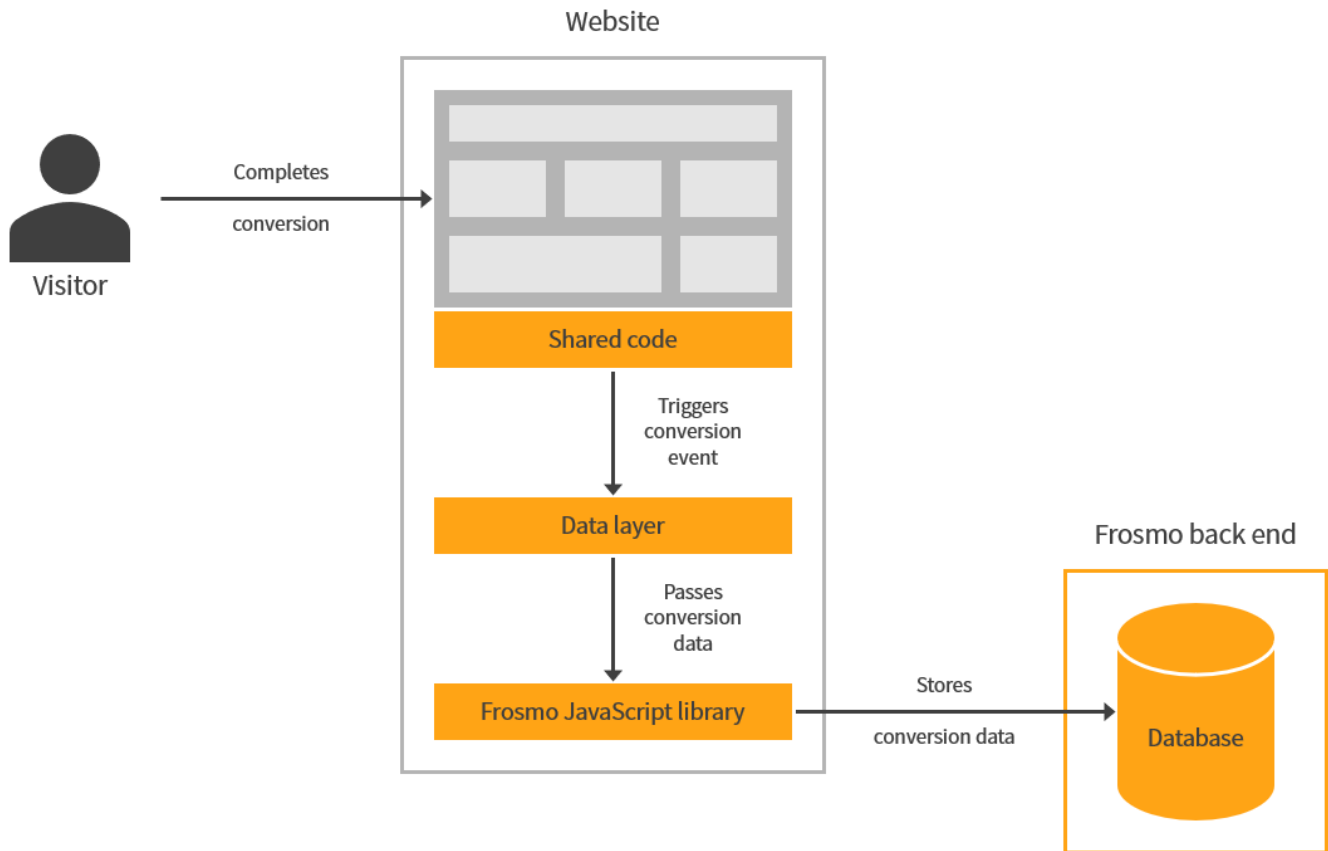 Website
Completes
conversion
Visitor
Shared code
Triggers
conversion
event
Data layer
Passes
conversion
data
Frosmo JavaScript library
Stores
conversion data
Frosmo back end
Database